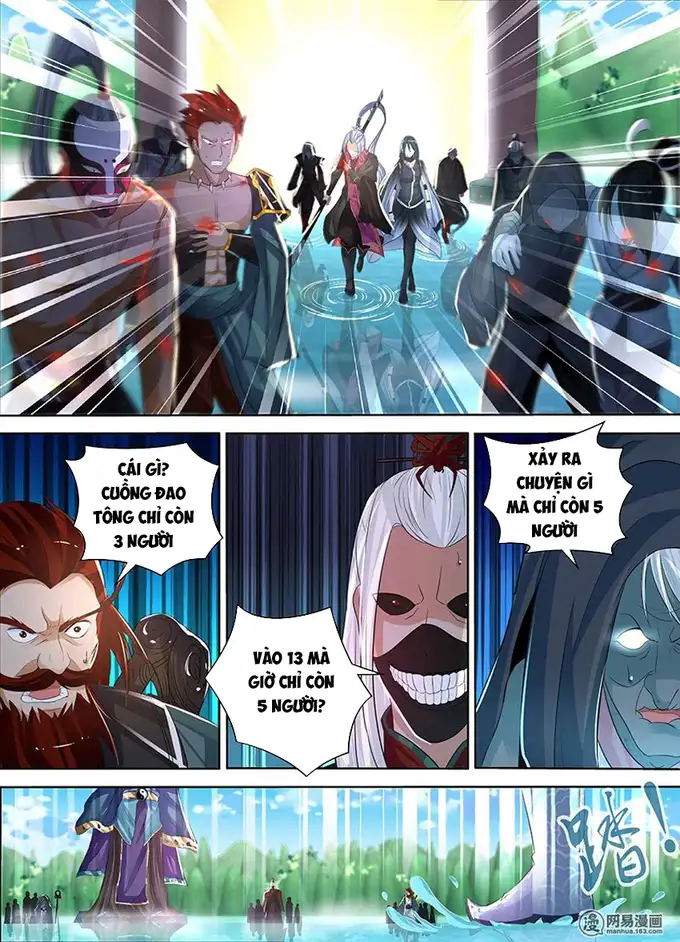 CÁI GÌ?
CUỒNG ĐAO
TÔNG CHỈ CÒN
3 NGƯỜI
VÀO 13 MÀ
GIỜ CHỈ CÒN
5 NGƯỜI?
XẢY RA
CHUYỆN GÌ
MÀ CHỈ CÒN 5
NGƯỜI
踏!
网易漫画
manhua.163.com